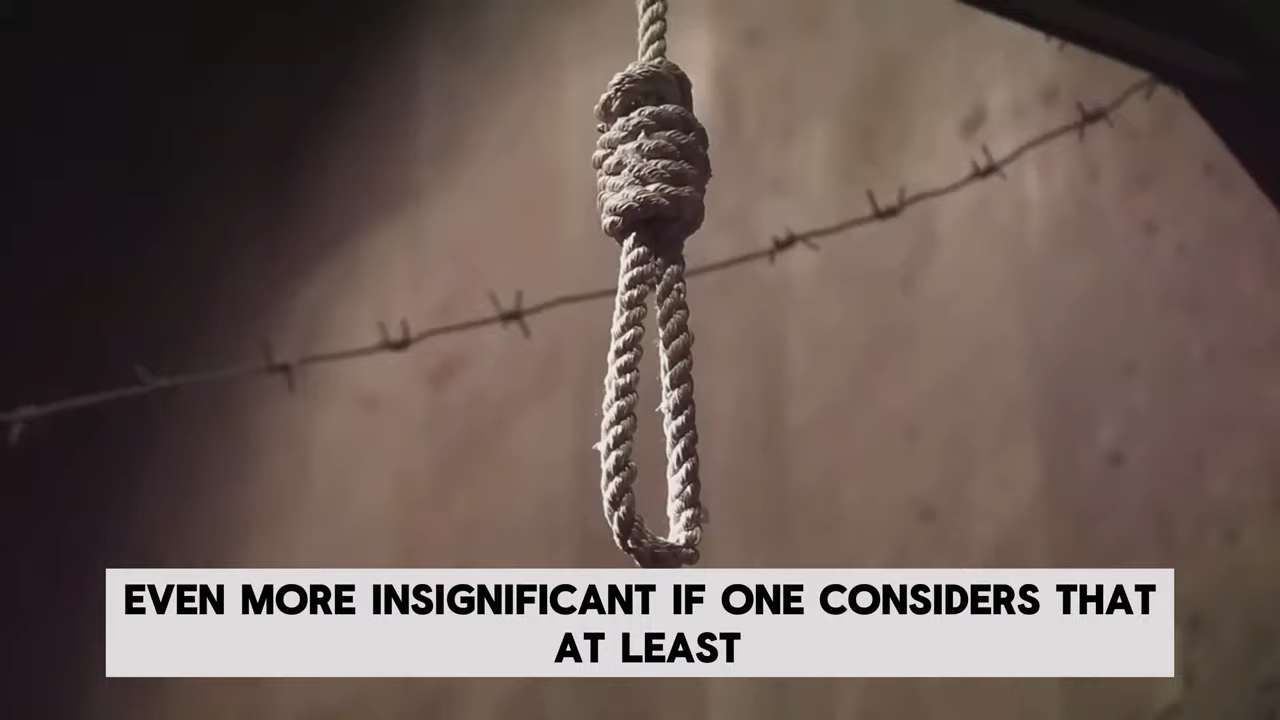 EVEN MORE INSIGNIFICANT IF ONE CONSIDERS THAT
AT LEAST